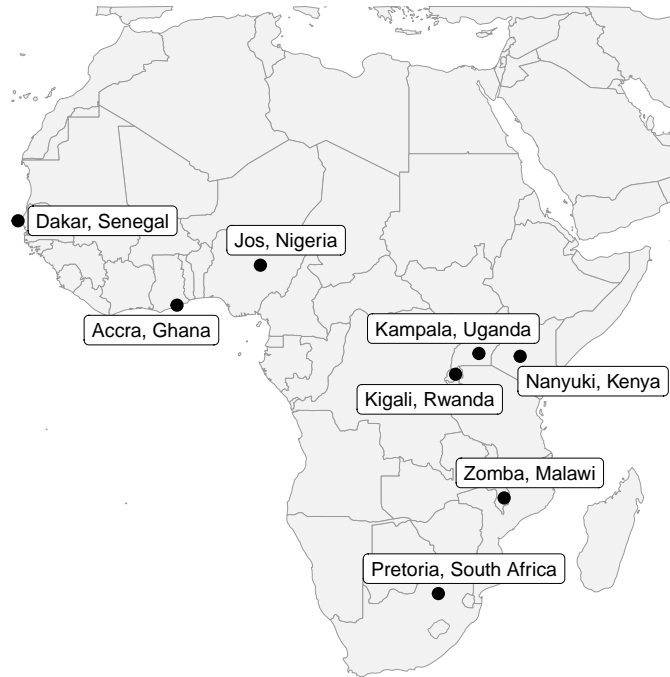 Dakar, Senegal
Jos, Nigeria
Accra, Ghana
Kampala, Uganda
Nanyuki, Kenya
Kigali, Rwanda
Zomba, Malawi
Pretoria, South Africa